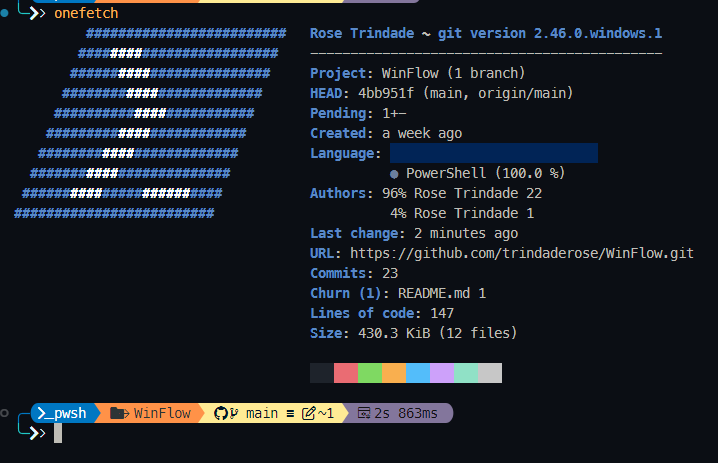 onefetch
########################## Rose Trindade ~ git version 2.46.0.windows.1
#########################
#########################  Project: WinFlow (1 branch)
#########################  HEAD: 4bb951f (main, origin/main)
#########################  Pending: 1+-
#########################  Created: a week ago
#########################  Language:
#########################  ● PowerShell (100.0 %)
#########################  Authors: 96% Rose Trindade 22
#########################  4% Rose Trindade 1
Last change: 2 minutes ago
URL: https://github.com/trindaderose/WinFlow.git
Commits: 23
Churn (1): README.md 1
Lines of code: 147
Size: 430.3 KiB (12 files)
>_pwsh WinFlow main ≡ ~1 2s 863ms